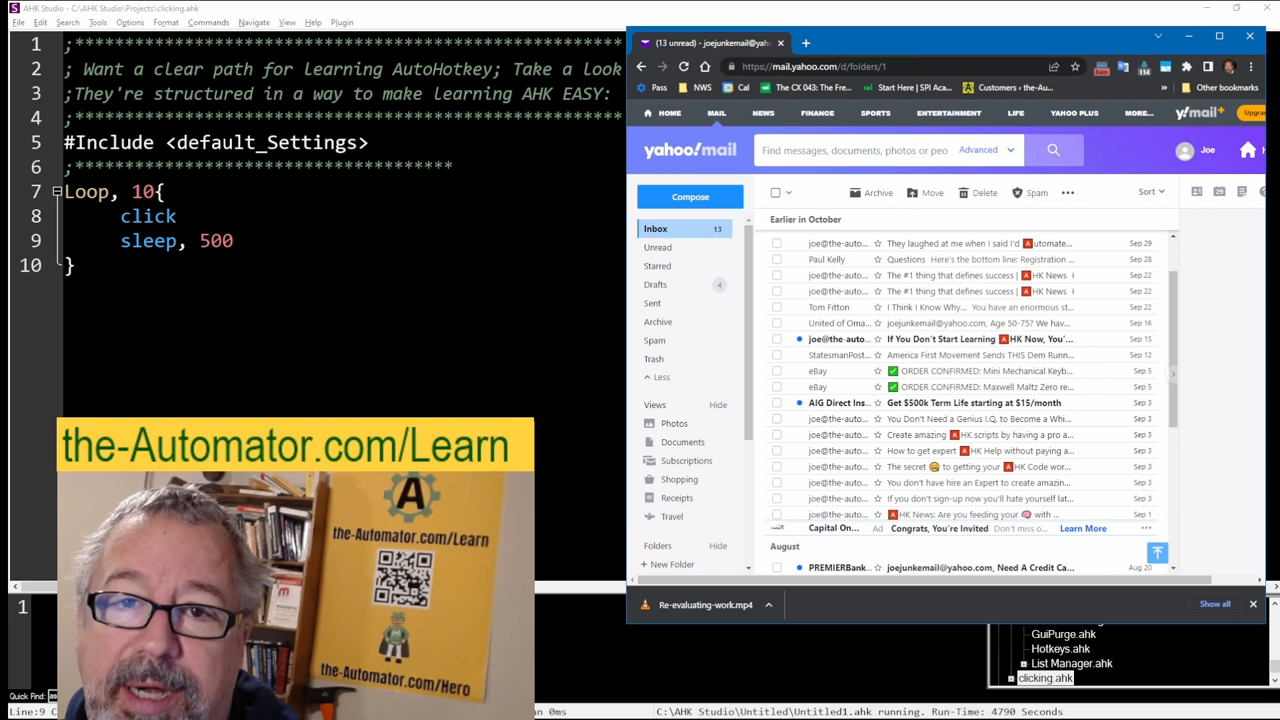 AHK Studio - C:\AHK Studio\Projects\clicking.ahk
File Edit Search Tools Options Format Commands Navigate View Help Plugin
1 ;****************************************************
2 ; Want a clear path for learning AutoHotkey; Take a look
3 ;They're structured in a way to make learning AHK EASY:
4 ;****************************************************
5 #Include <default_Settings>
6 ;***********************************
7 Loop, 10{
8 click
9 sleep, 500
10 }
(13 unread) - joejunkemail@yah
https://mail.yahoo.com/d/folders/1
Pass NWS Cal The CX 043: The Fre... Start Here | SPI Aca... Customers ‹ the-Au... » Other bookmarks
HOME MAIL NEWS FINANCE SPORTS ENTERTAINMENT LIFE YAHOO PLUS MORE... y!mail+ Upgra
yahoo!mail Find messages, documents, photos or peo Advanced Joe
Compose Archive Move Delete Spam ••• Sort
Inbox 13
Unread
Starred
Drafts 4
Sent
Archive
Spam
Trash
Less
Views Hide
Photos
Documents
Subscriptions
Shopping
Receipts
Travel
Folders Hide
+ New Folder
Earlier in October
joe@the-auto... They laughed at me when I said I'd A utomate... Sep 29
Paul Kelly Questions Here's the bottom line: Registration ... Sep 28
joe@the-auto... The #1 thing that defines success | A HK News Sep 22
joe@the-auto... The #1 thing that defines success | A HK News Sep 22
Tom Fitton I Think I Know Why... You have an enormous st... Sep 22
United of Oma... joejunkemail@yahoo.com, Age 50-75? We hav... Sep 16
joe@the-auto... If You Don't Start Learning A HK Now, You'... Sep 15
StatesmanPost... America First Movement Sends THIS Dem Runn... Sep 12
eBay ✅ ORDER CONFIRMED: Mini Mechanical Keyb... Sep 5
eBay ✅ ORDER CONFIRMED: Maxwell Maltz Zero re... Sep 5
AIG Direct Ins... Get $500k Term Life starting at $15/month Sep 3
joe@the-auto... You Don't Need a Genius I.Q. to Become a Whi... Sep 3
joe@the-auto... Create amazing A HK scripts by having a pro a... Sep 3
joe@the-auto... How to get expert A HK Help without paying a... Sep 3
joe@the-auto... The secret to getting your A HK Code wor... Sep 3
joe@the-auto... You don't have hire an Expert to create amazin... Sep 3
joe@the-auto... If you don't sign-up now you'll hate yourself lat... Sep 3
joe@the-auto... A HK News: Are you feeding your 🧠 with ... Sep 1
Capital On... Ad Congrats, You're Invited Don't miss o... Learn More •••
August
PREMIERBank... joejunkemail@yahoo.com, Need A Credit Ca... Aug 20
Re-evaluating-work.mp4 Show all
the-Automator.com/Learn
A
the-Automator.com/Learn
the-Automator.com/Hero
1
GuiPurge.ahk
Hotkeys.ahk
List Manager.ahk
clicking.ahk
Quick Find:
Line:9 C
on 0ms C:\AHK Studio\Untitled\Untitled1.ahk running. Run-Time: 4790 Seconds